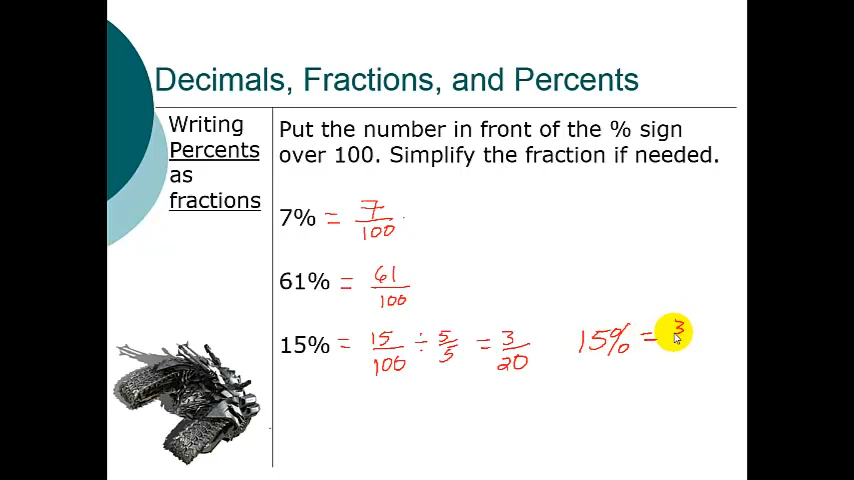 Decimals, Fractions, and Percents
Writing
Percents
as
fractions
Put the number in front of the % sign
over 100. Simplify the fraction if needed.
7% = 7/100
61% = 61/100
15% = 15/100 ÷ 5/5 = 3/20 15% = 3